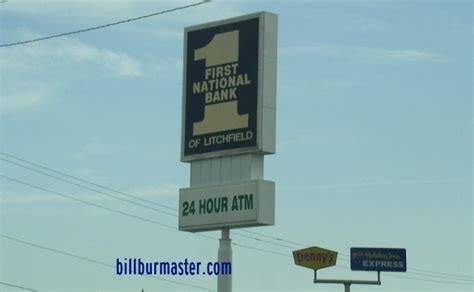 1
FIRST
NATIONAL
BANK
OF LITCHFIELD
24 HOUR ATM
Denny's
Holiday Inn
EXPRESS
billburmaster.com